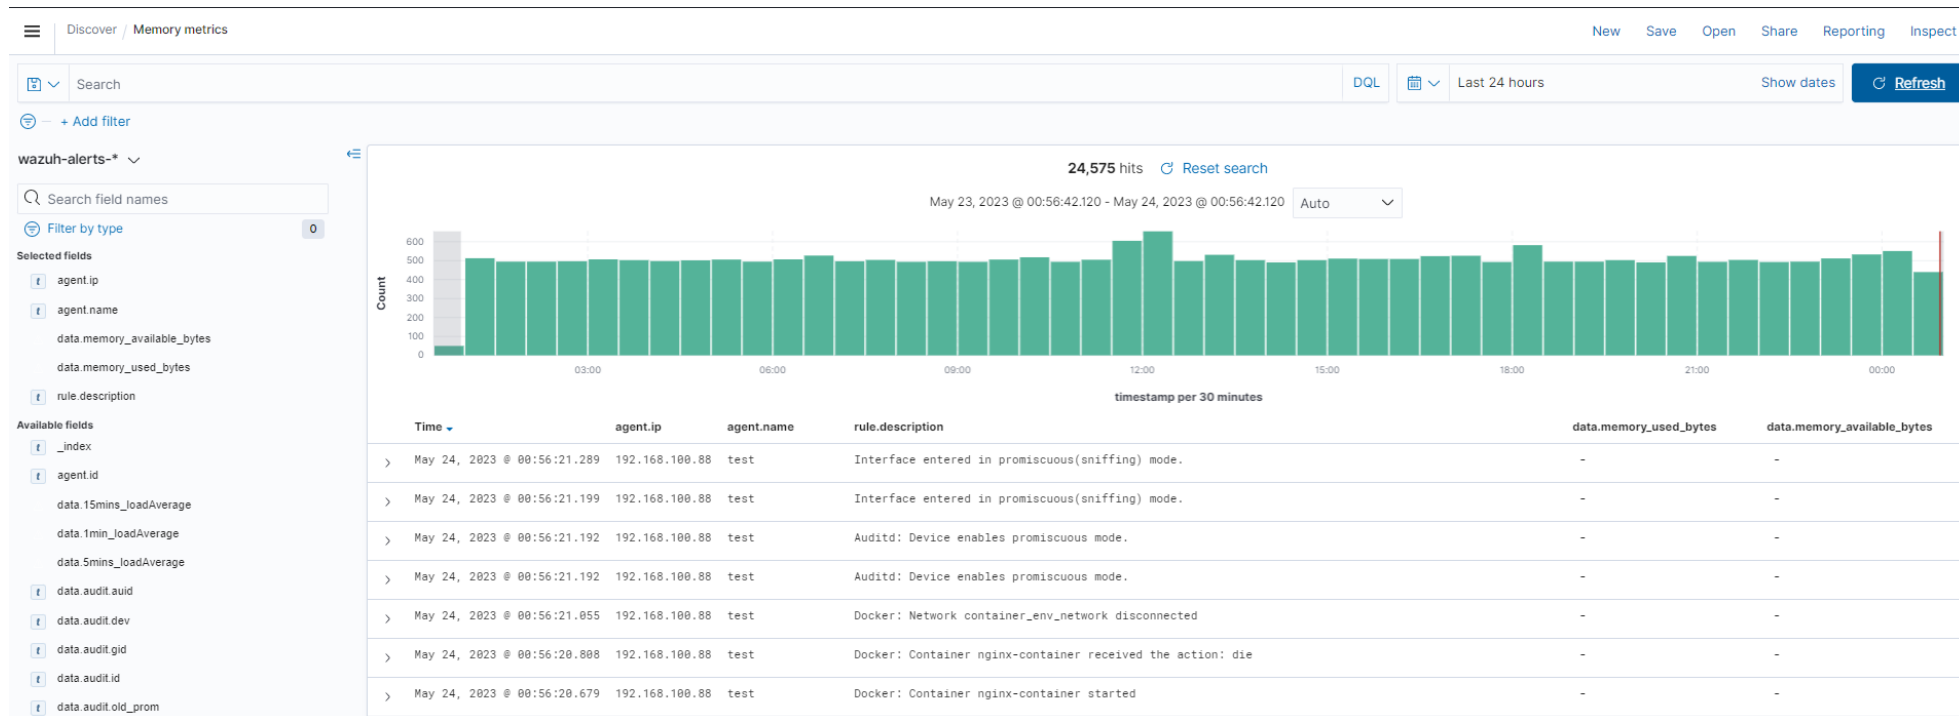 Discover / Memory metrics
New Save Open Share Reporting Inspect
Search DQL Last 24 hours Show dates Refresh
+ Add filter
wazuh-alerts-*
Search field names
Filter by type 0
Selected fields
t agent.ip
t agent.name
data.memory_available_bytes
data.memory_used_bytes
t rule.description
Available fields
t _index
t agent.id
data.15mins_loadAverage
data.1min_loadAverage
data.5mins_loadAverage
t data.audit.auid
t data.audit.dev
t data.audit.gid
t data.audit.id
t data.audit.old_prom
24,575 hits Reset search
May 23, 2023 @ 00:56:42.120 - May 24, 2023 @ 00:56:42.120 Auto
Count
600
500
400
300
200
100
0
03:00 06:00 09:00 12:00 15:00 18:00 21:00 00:00
timestamp per 30 minutes
Time agent.ip agent.name rule.description data.memory_used_bytes data.memory_available_bytes
May 24, 2023 @ 00:56:21.289 192.168.100.88 test Interface entered in promiscuous(sniffing) mode. - -
May 24, 2023 @ 00:56:21.199 192.168.100.88 test Interface entered in promiscuous(sniffing) mode. - -
May 24, 2023 @ 00:56:21.192 192.168.100.88 test Auditd: Device enables promiscuous mode. - -
May 24, 2023 @ 00:56:21.192 192.168.100.88 test Auditd: Device enables promiscuous mode. - -
May 24, 2023 @ 00:56:21.055 192.168.100.88 test Docker: Network container_env_network disconnected - -
May 24, 2023 @ 00:56:20.808 192.168.100.88 test Docker: Container nginx-container received the action: die - -
May 24, 2023 @ 00:56:20.679 192.168.100.88 test Docker: Container nginx-container started - -